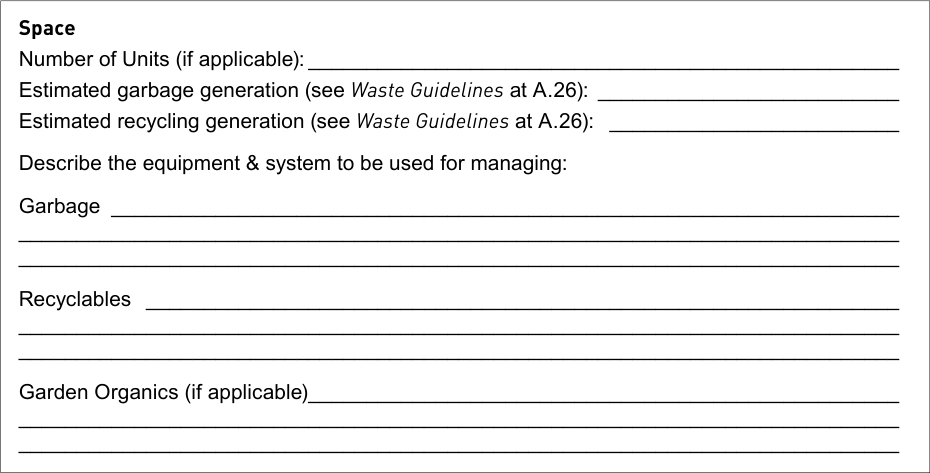 Space
Number of Units (if applicable):
Estimated garbage generation (see Waste Guidelines at A.26):
Estimated recycling generation (see Waste Guidelines at A.26):
Describe the equipment & system to be used for managing:
Garbage
Recyclables
Garden Organics (if applicable)